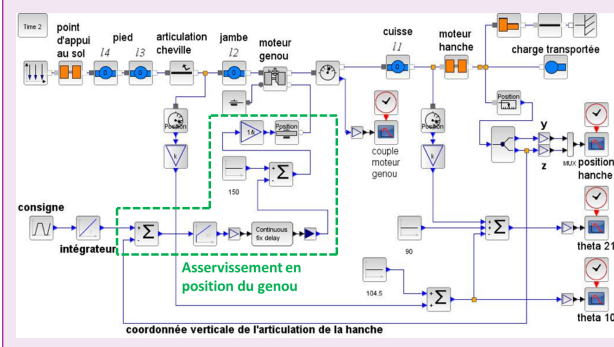 Time 2
point
d'appui
au sol
pied
l4
l3
articulation
cheville
jambe
l2
moteur
genou
cuisse
l1
moteur
hanche
charge transportée
Position
Position
Position
Position
k
k
1A
couple
moteur
genou
y
z
MUX
position
hanche
150
consigne
intégrateur
Continuous
fix delay
90
theta 21
Asservissement en
position du genou
104.5
theta 10
coordonnée verticale de l'articulation de la hanche